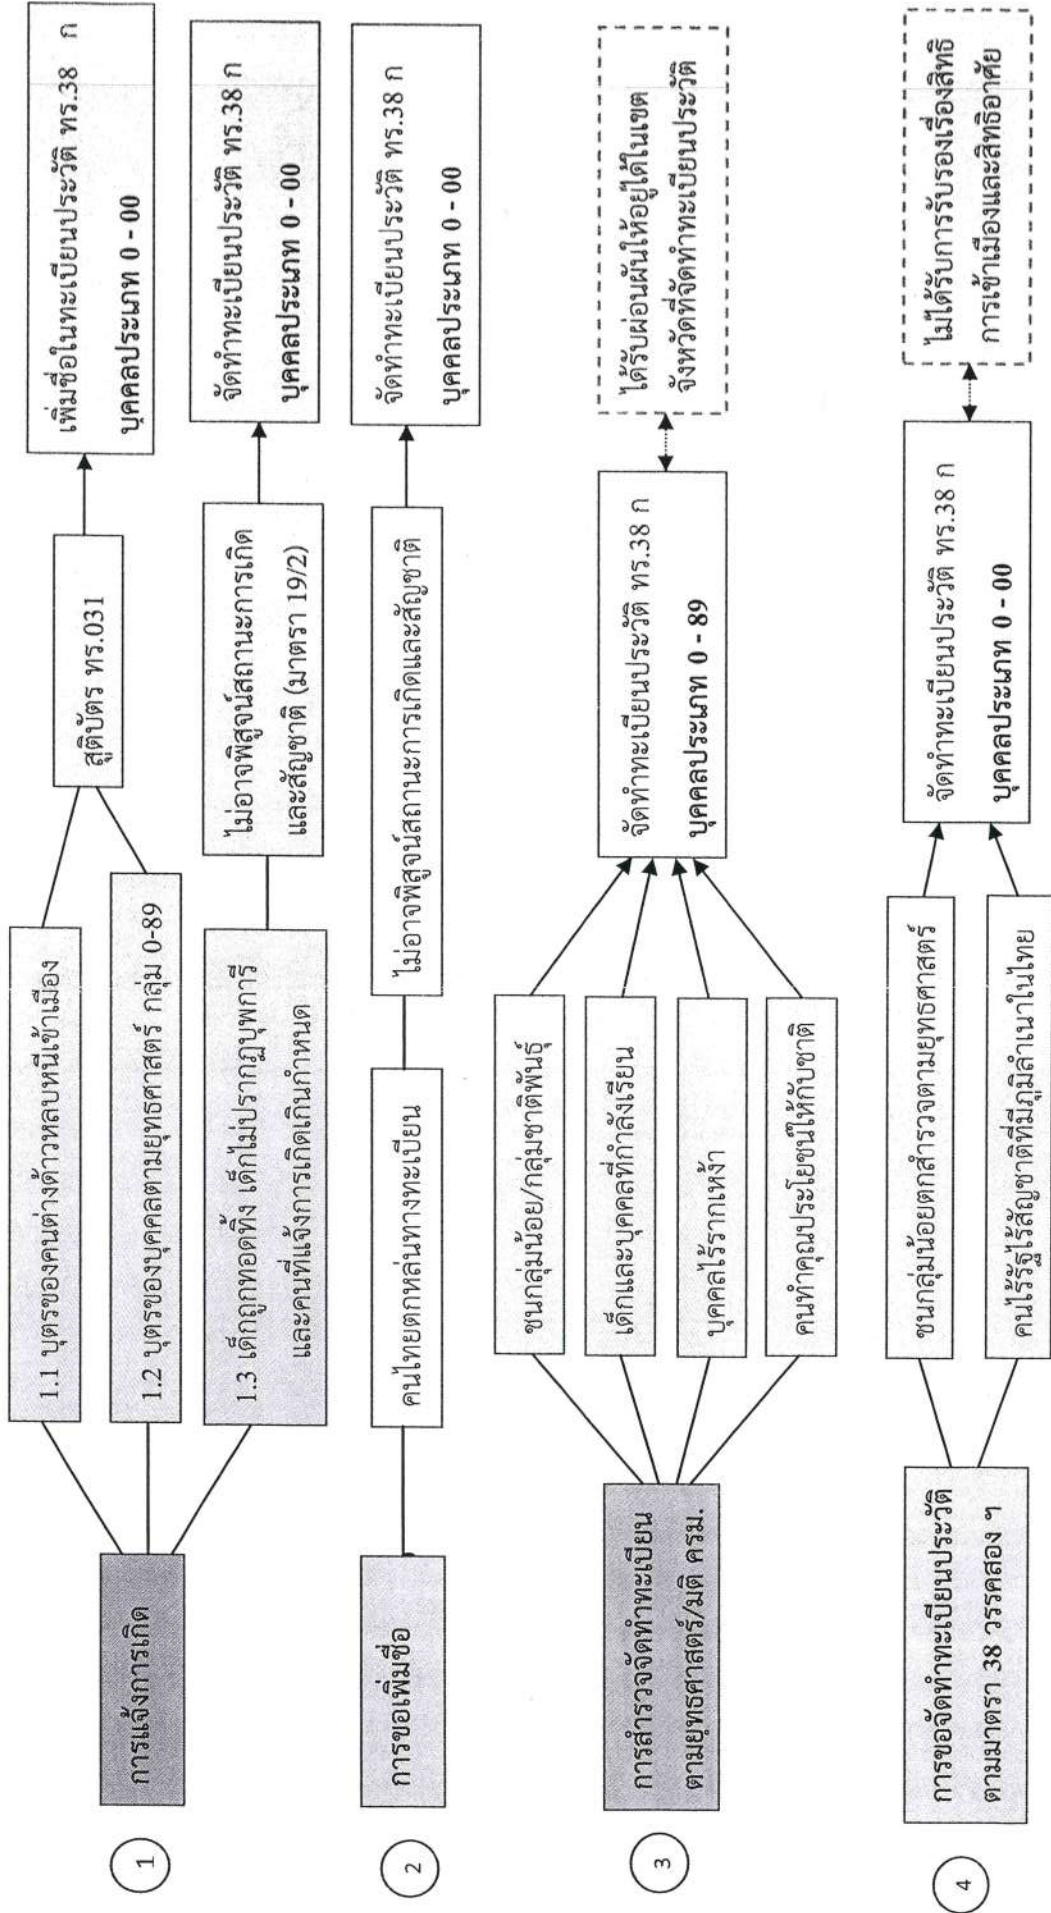 1
การแจ้งการเกิด
1.1 บุตรของคนต่างด้าวหลบหนีเข้าเมือง
1.2 บุตรของบุคคลตามยุทธศาสตร์ กลุ่ม 0-89
1.3 เด็กถูกทอดทิ้ง เด็กไม่ปรากฏบุพการี
และคนที่แจ้งการเกิดเกินกำหนด
สูติบัตร ทร.031
ไม่อาจพิสูจน์สถานะการเกิด
และสัญชาติ (มาตรา 19/2)
เพิ่มชื่อในทะเบียนประวัติ ทร.38 ก
บุคคลประเภท 0 - 00
จัดทำทะเบียนประวัติ ทร.38 ก
บุคคลประเภท 0 - 00
2
การขอเพิ่มชื่อ
คนไทยตกหล่นทางทะเบียน
ไม่อาจพิสูจน์สถานะการเกิดและสัญชาติ
จัดทำทะเบียนประวัติ ทร.38 ก
บุคคลประเภท 0 - 00
3
การสำรวจจัดทำทะเบียน
ตามยุทธศาสตร์/มติ ครม.
ชนกลุ่มน้อย/กลุ่มชาติพันธุ์
เด็กและบุคคลที่กำลังเรียน
บุคคลไร้รากเหง้า
คนทำคุณประโยชน์ให้กับชาติ
จัดทำทะเบียนประวัติ ทร.38 ก
บุคคลประเภท 0 - 89
ได้รับผ่อนผันให้อยู่ได้ในเขต
จังหวัดที่จัดทำทะเบียนประวัติ
4
การขอจัดทำทะเบียนประวัติ
ตามมาตรา 38 วรรคสอง ฯ
ชนกลุ่มน้อยตกสำรวจตามยุทธศาสตร์
คนไร้รัฐไร้สัญชาติที่มีภูมิลำเนาในไทย
จัดทำทะเบียนประวัติ ทร.38 ก
บุคคลประเภท 0 - 00
ไม่ได้รับการรับรองเรื่องสิทธิ
การเข้าเมืองและสิทธิอาศัย